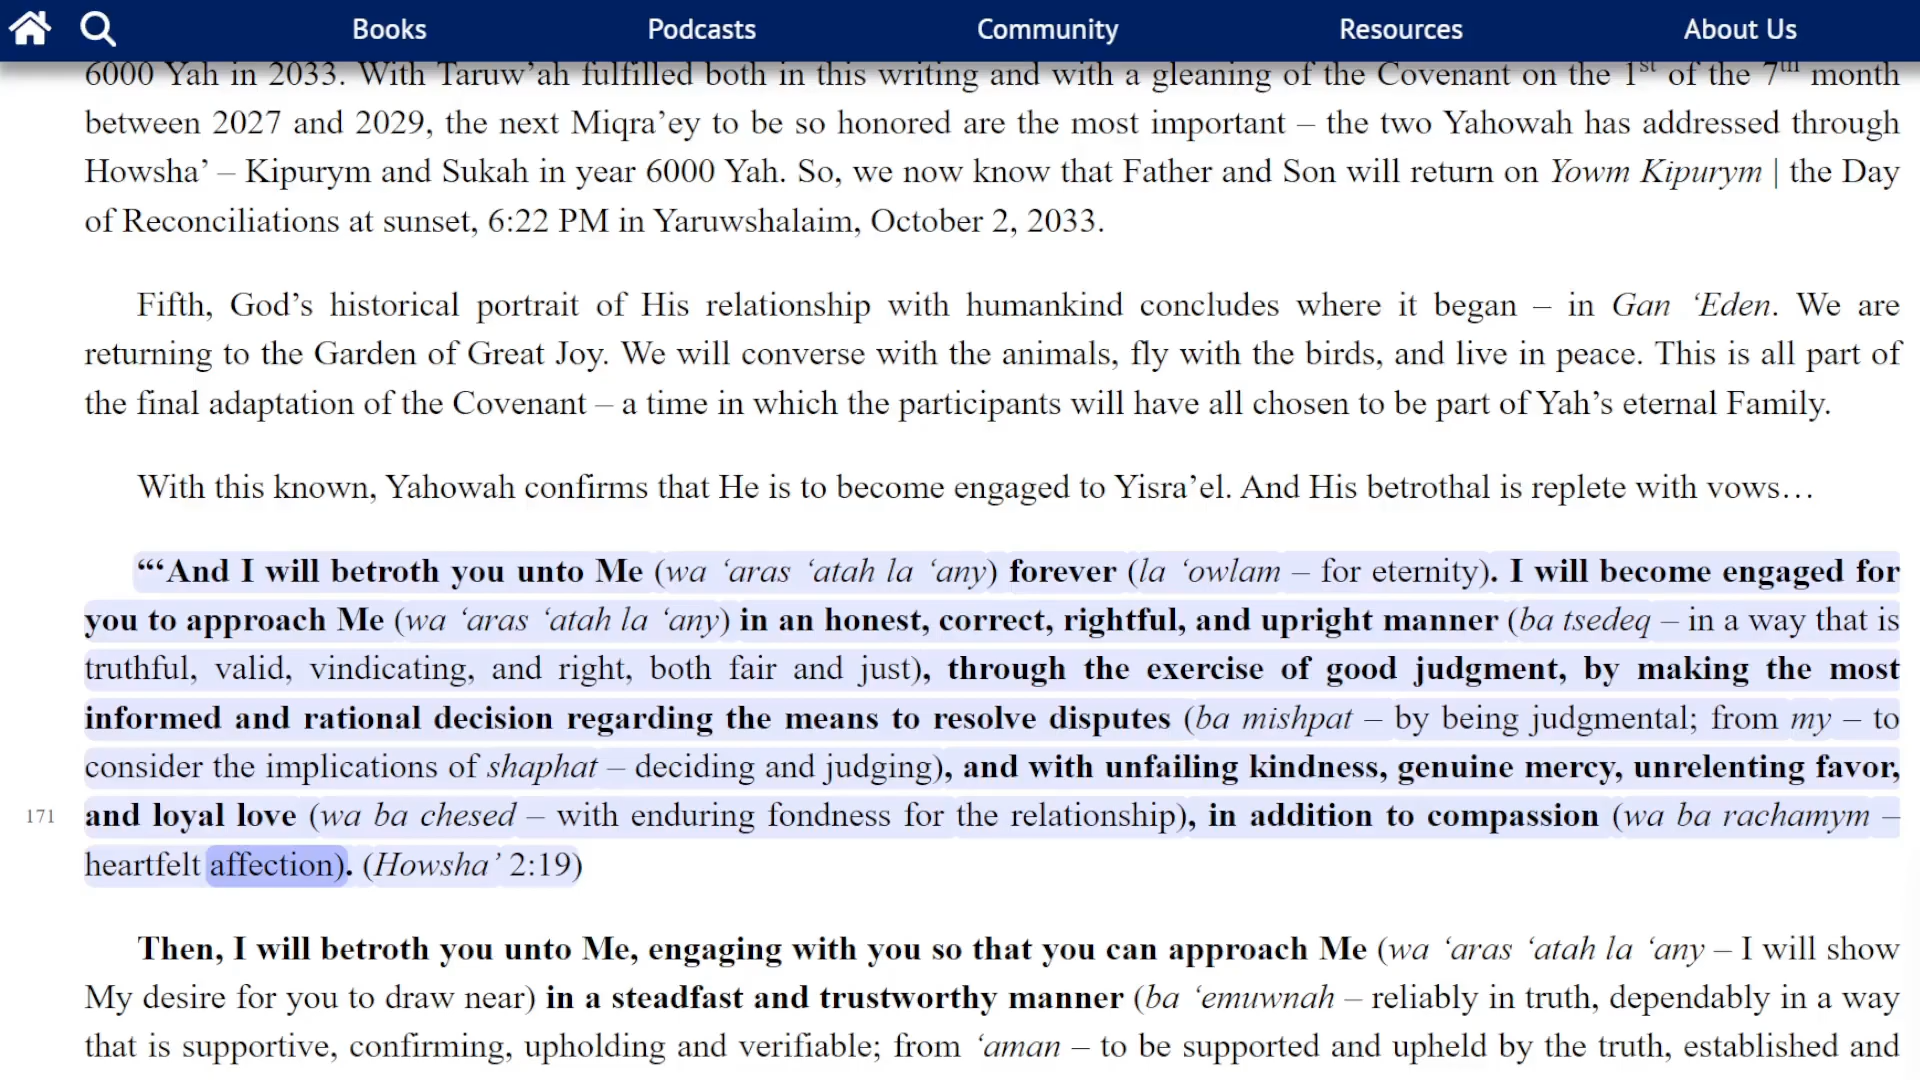 Books Podcasts Community Resources About Us
6000 Yah in 2033. With Taruw’ah fulfilled both in this writing and with a gleaning of the Covenant on the 1st of the 7th month
between 2027 and 2029, the next Miqra’ey to be so honored are the most important – the two Yahowah has addressed through
Howsha’ – Kipurym and Sukah in year 6000 Yah. So, we now know that Father and Son will return on Yowm Kipurym | the Day
of Reconciliations at sunset, 6:22 PM in Yaruwshalaim, October 2, 2033.
Fifth, God’s historical portrait of His relationship with humankind concludes where it began – in Gan ‘Eden. We are
returning to the Garden of Great Joy. We will converse with the animals, fly with the birds, and live in peace. This is all part of
the final adaptation of the Covenant – a time in which the participants will have all chosen to be part of Yah’s eternal Family.
With this known, Yahowah confirms that He is to become engaged to Yisra’el. And His betrothal is replete with vows…
“‘And I will betroth you unto Me (wa ‘aras ‘atah la ‘any) forever (la ‘owlam – for eternity). I will become engaged for
you to approach Me (wa ‘aras ‘atah la ‘any) in an honest, correct, rightful, and upright manner (ba tsedeq – in a way that is
truthful, valid, vindicating, and right, both fair and just), through the exercise of good judgment, by making the most
informed and rational decision regarding the means to resolve disputes (ba mishpat – by being judgmental; from my – to
consider the implications of shaphat – deciding and judging), and with unfailing kindness, genuine mercy, unrelenting favor,
171 and loyal love (wa ba chesed – with enduring fondness for the relationship), in addition to compassion (wa ba rachamym –
heartfelt affection). (Howsha’ 2:19)
Then, I will betroth you unto Me, engaging with you so that you can approach Me (wa ‘aras ‘atah la ‘any – I will show
My desire for you to draw near) in a steadfast and trustworthy manner (ba ‘emuwnah – reliably in truth, dependably in a way
that is supportive, confirming, upholding and verifiable; from ‘aman – to be supported and upheld by the truth, established and